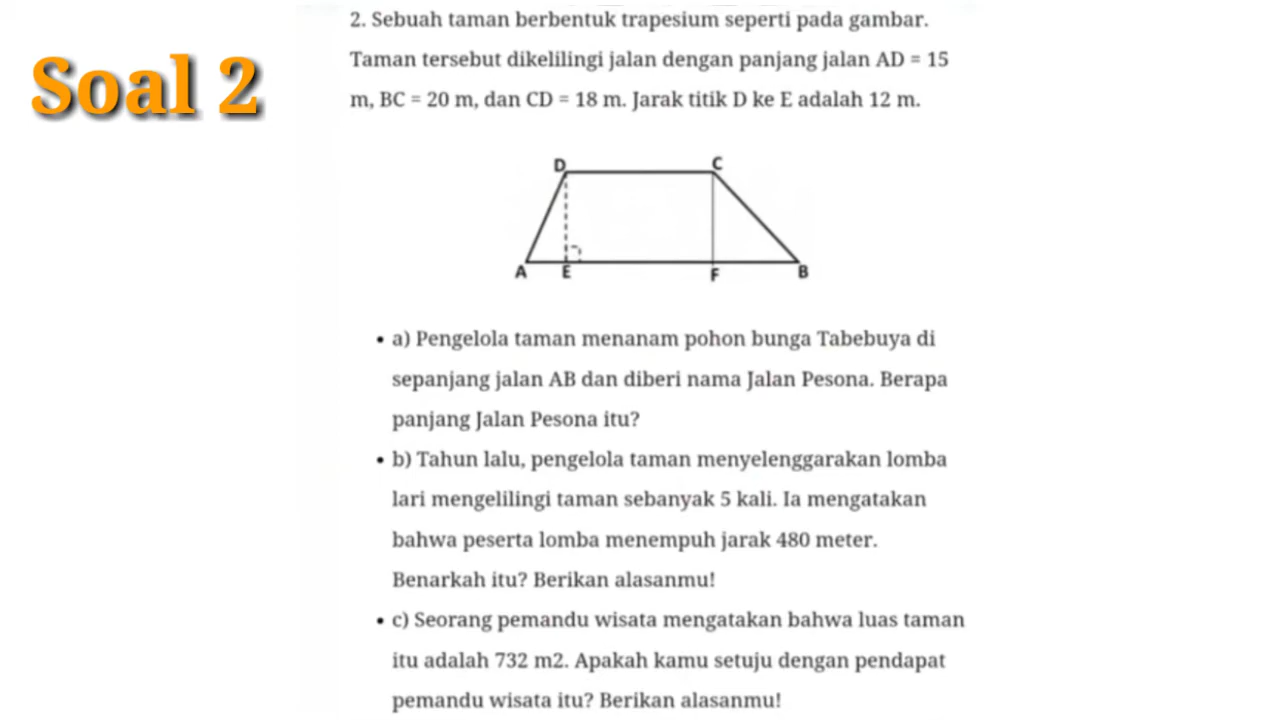 Soal 2
2. Sebuah taman berbentuk trapesium seperti pada gambar.
Taman tersebut dikelilingi jalan dengan panjang jalan AD = 15
m, BC = 20 m, dan CD = 18 m. Jarak titik D ke E adalah 12 m.
D C
A E F B
• a) Pengelola taman menanam pohon bunga Tabebuya di
sepanjang jalan AB dan diberi nama Jalan Pesona. Berapa
panjang Jalan Pesona itu?
• b) Tahun lalu, pengelola taman menyelenggarakan lomba
lari mengelilingi taman sebanyak 5 kali. Ia mengatakan
bahwa peserta lomba menempuh jarak 480 meter.
Benarkah itu? Berikan alasanmu!
• c) Seorang pemandu wisata mengatakan bahwa luas taman
itu adalah 732 m2. Apakah kamu setuju dengan pendapat
pemandu wisata itu? Berikan alasanmu!